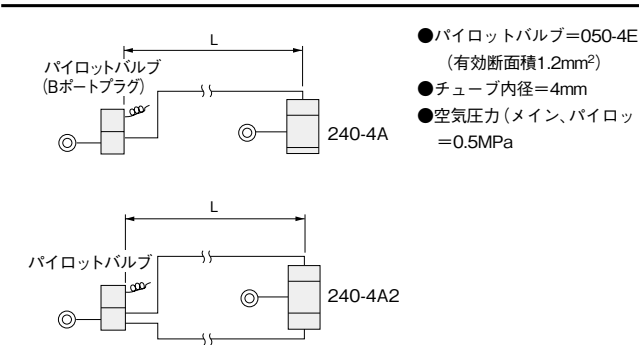 L
パイロットバルブ
（Bポートプラグ）
240-4A
L
パイロットバルブ
240-4A2
●パイロットバルブ＝050-4E
（有効断面積1.2mm²）
●チューブ内径＝4mm
●空気圧力（メイン、パイロッ
＝0.5MPa